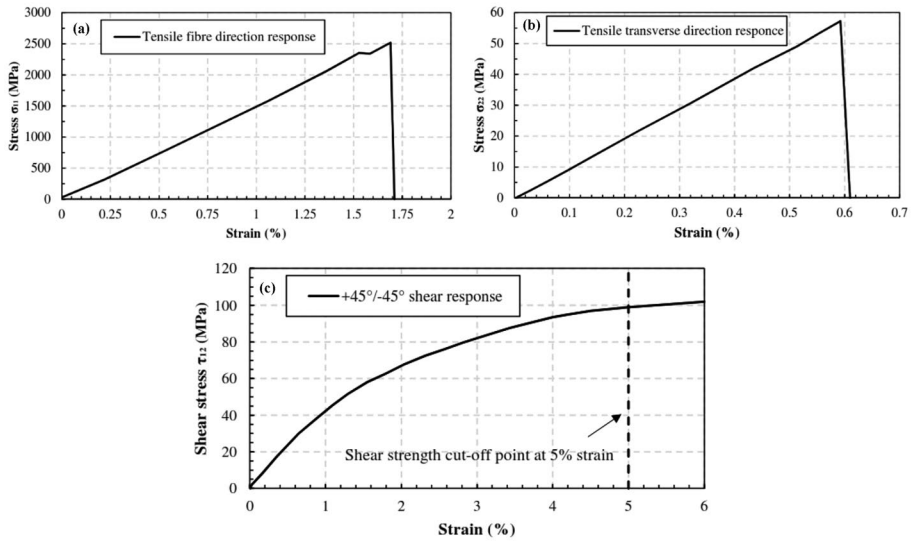 (a)
Tensile fibre direction response
3000
2500
2000
1500
1000
500
0
Stress σ₁₁ (MPa)
0 0.25 0.5 0.75 1 1.25 1.5 1.75 2
Strain (%)
(b)
Tensile transverse direction responce
60
50
40
30
20
10
0
Stress σ₂₂ (MPa)
0 0.1 0.2 0.3 0.4 0.5 0.6 0.7
Strain (%)
(c)
+45°/-45° shear response
120
100
80
60
40
20
0
Shear stress τ₁₂ (MPa)
Shear strength cut-off point at 5% strain
0 1 2 3 4 5 6
Strain (%)